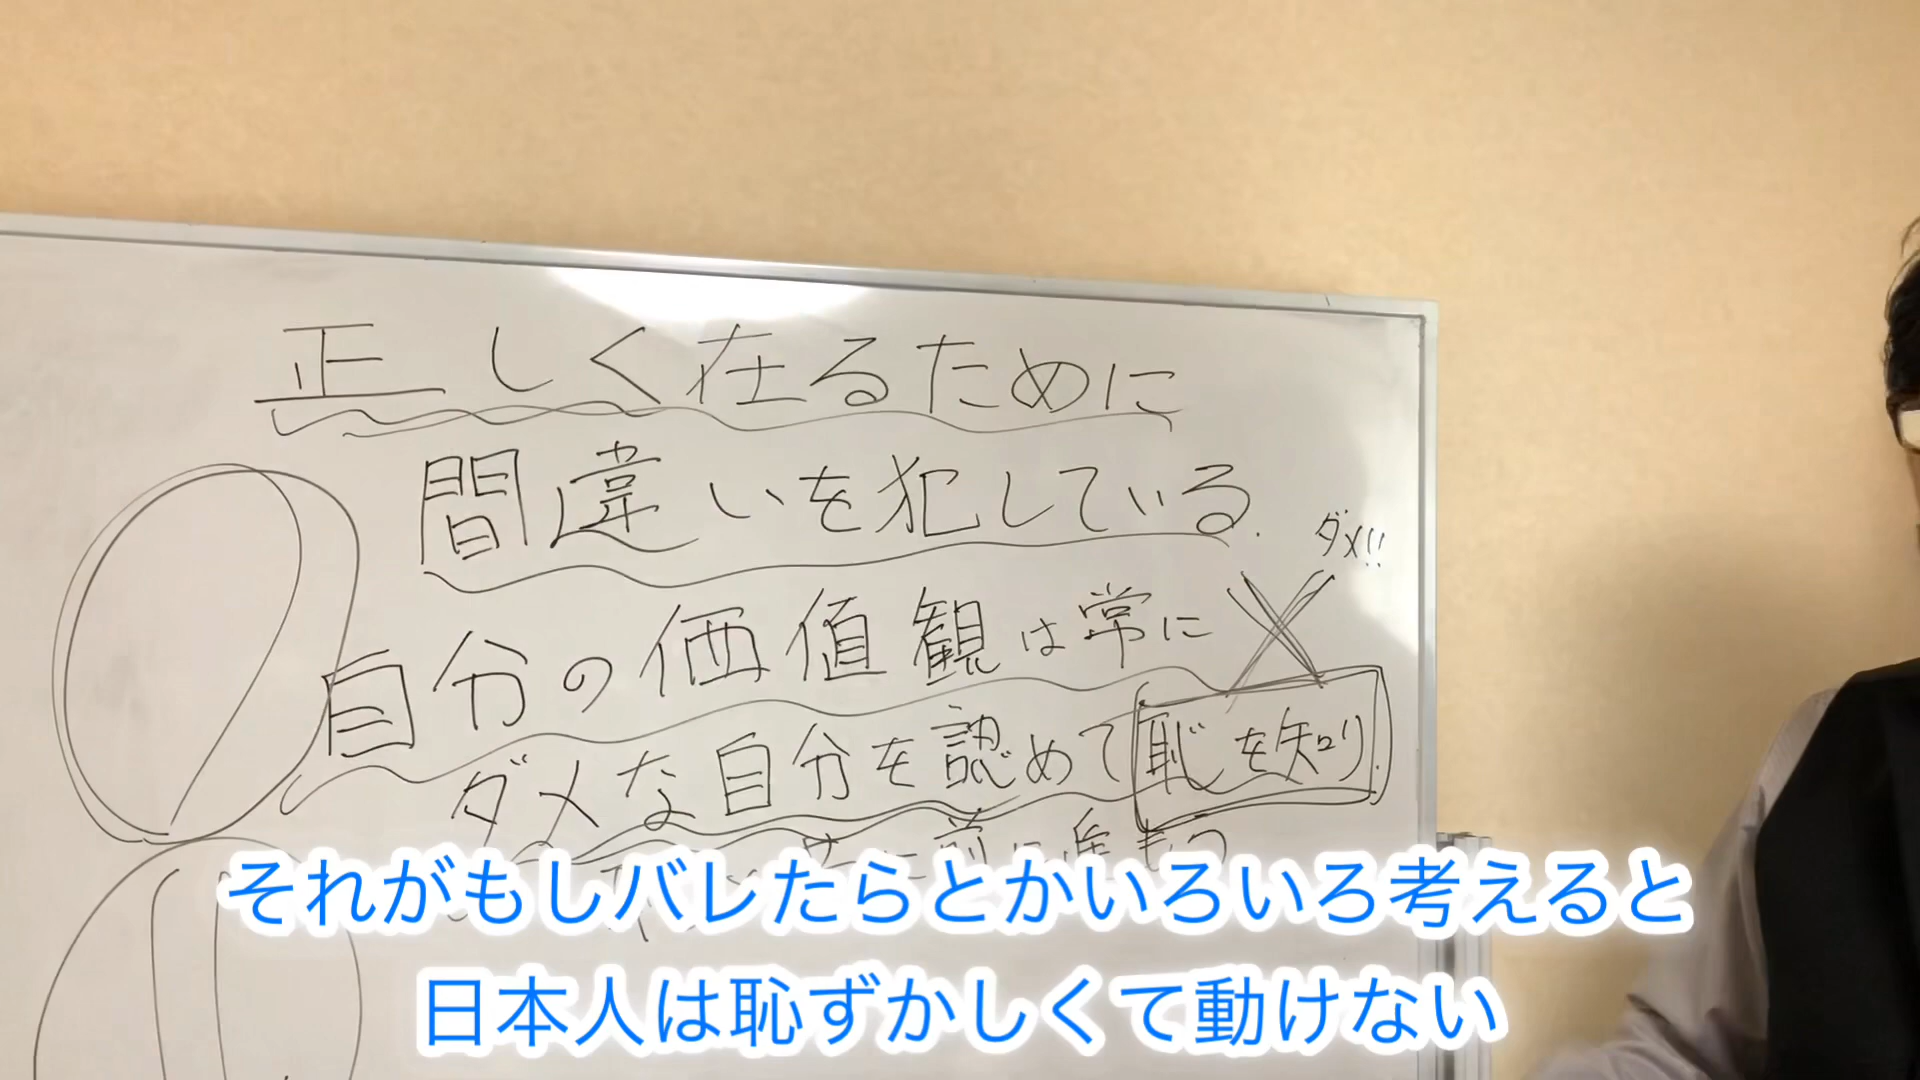 正しく在るために
間違いを犯している.
ダメ!!
自分の価値観は常に
ダメな自分を認めて恥を知り.
それがもしバレたらとかいろいろ考えると
日本人は恥ずかしくて動けない